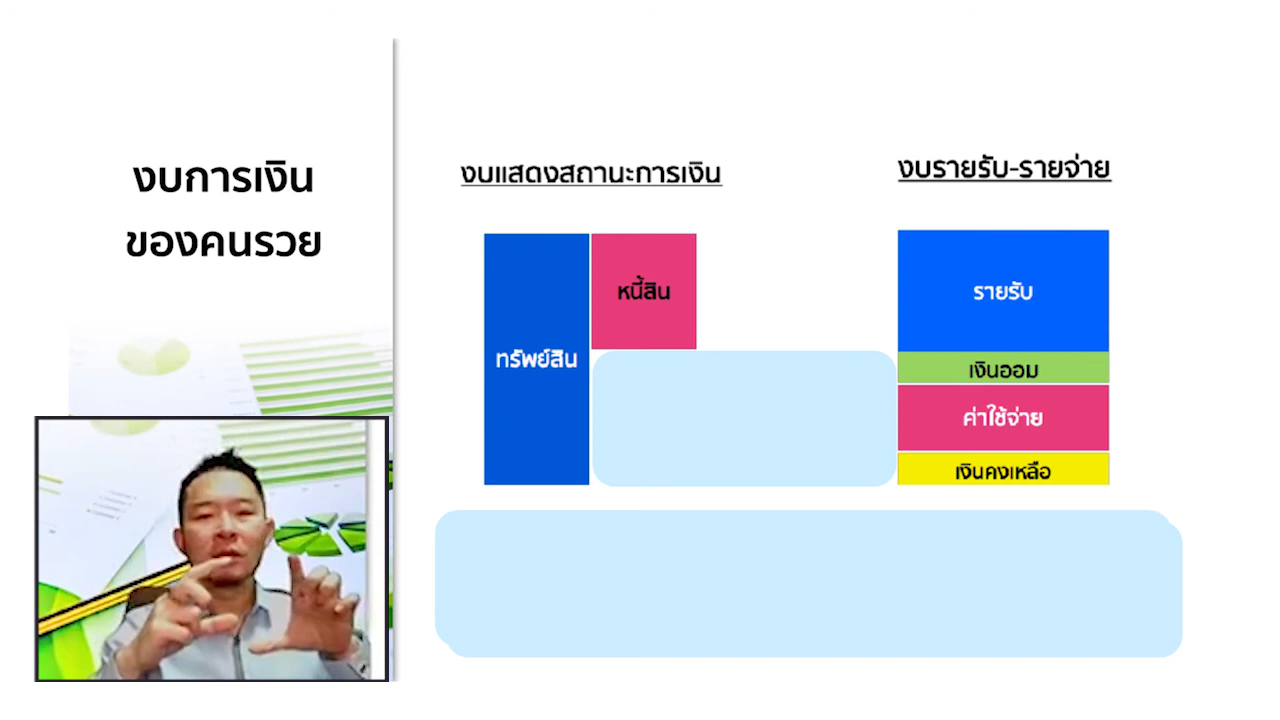 งบการเงิน
ของคนรวย
งบแสดงสถานะการเงิน
งบรายรับ-รายจ่าย
ทรัพย์สิน
หนี้สิน
รายรับ
เงินออม
ค่าใช้จ่าย
เงินคงเหลือ